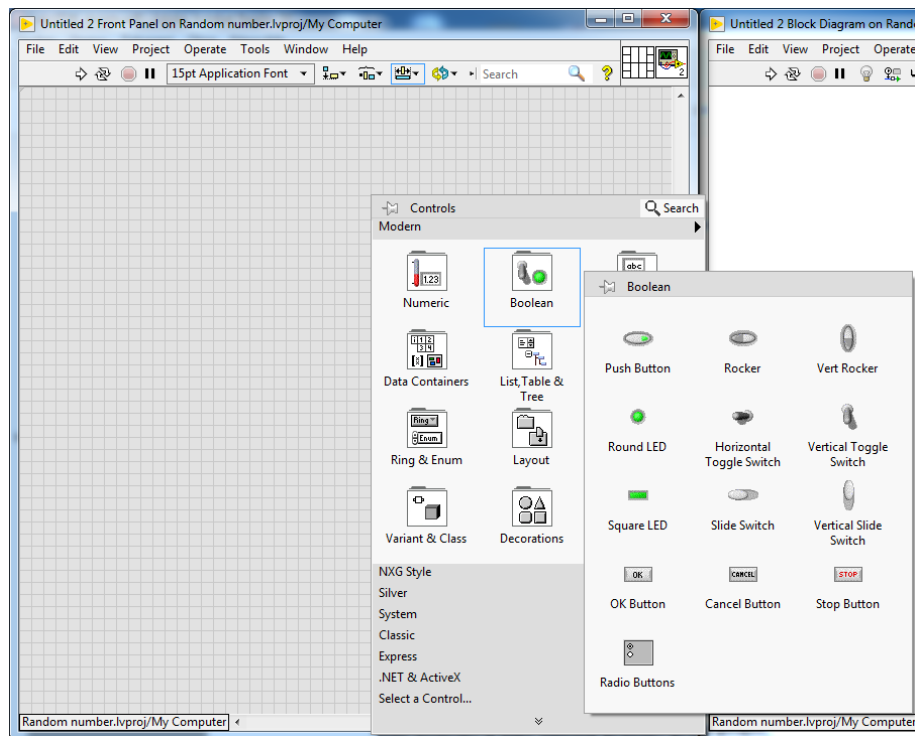 Untitled 2 Front Panel on Random number.lvproj/My Computer
File Edit View Project Operate Tools Window Help
15pt Application Font
Search
2
Untitled 2 Block Diagram on Rando
File Edit View Project Operate
Controls
Search
Modern
1.23
Numeric
Boolean
abc
Data Containers
List, Table &
Tree
Ring
Enum
Ring & Enum
Layout
Variant & Class
Decorations
NXG Style
Silver
System
Classic
Express
.NET & ActiveX
Select a Control...
Boolean
Push Button
Rocker
Vert Rocker
Round LED
Horizontal
Toggle Switch
Vertical Toggle
Switch
Square LED
Slide Switch
Vertical Slide
Switch
OK
CANCEL
STOP
OK Button
Cancel Button
Stop Button
Radio Buttons
Random number.lvproj/My Computer
Random number.lvproj/My Computer